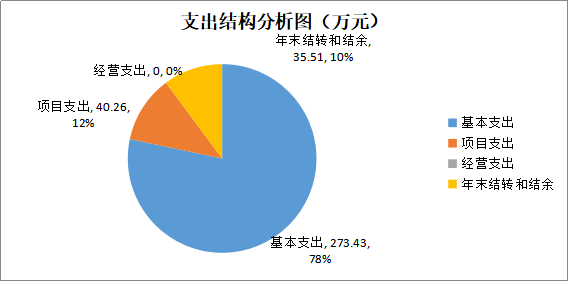 支出结构分析图（万元）
年末结转和结余,
35.51, 10%
经营支出, 0, 0%
项目支出, 40.26,
12%
基本支出, 273.43,
78%
基本支出
项目支出
经营支出
年末结转和结余